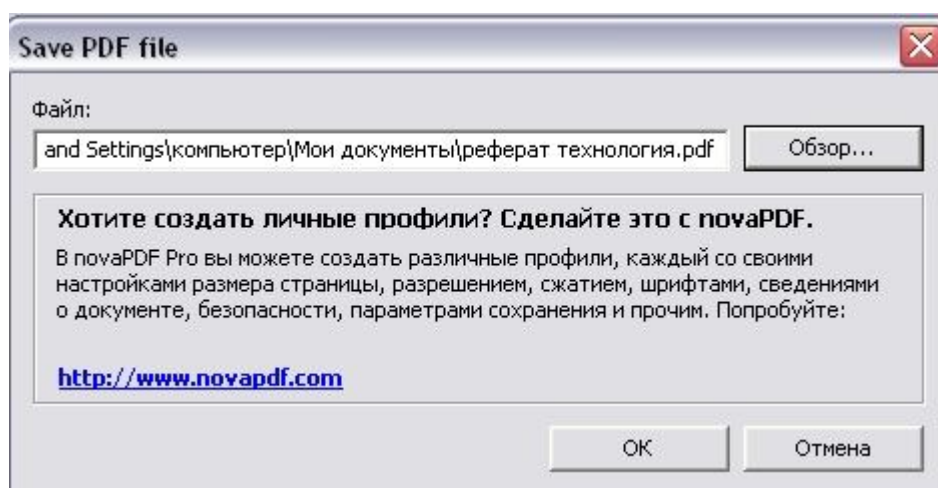 Save PDF file
Файл:
and Settings\компьютер\Мои документы\реферат технология.pdf
Обзор...
Хотите создать личные профили? Сделайте это с novaPDF.
В novaPDF Pro вы можете создать различные профили, каждый со своими
настройками размера страницы, разрешением, сжатием, шрифтами, сведениями
о документе, безопасности, параметрами сохранения и прочим. Попробуйте:
http://www.novapdf.com
ОК
Отмена